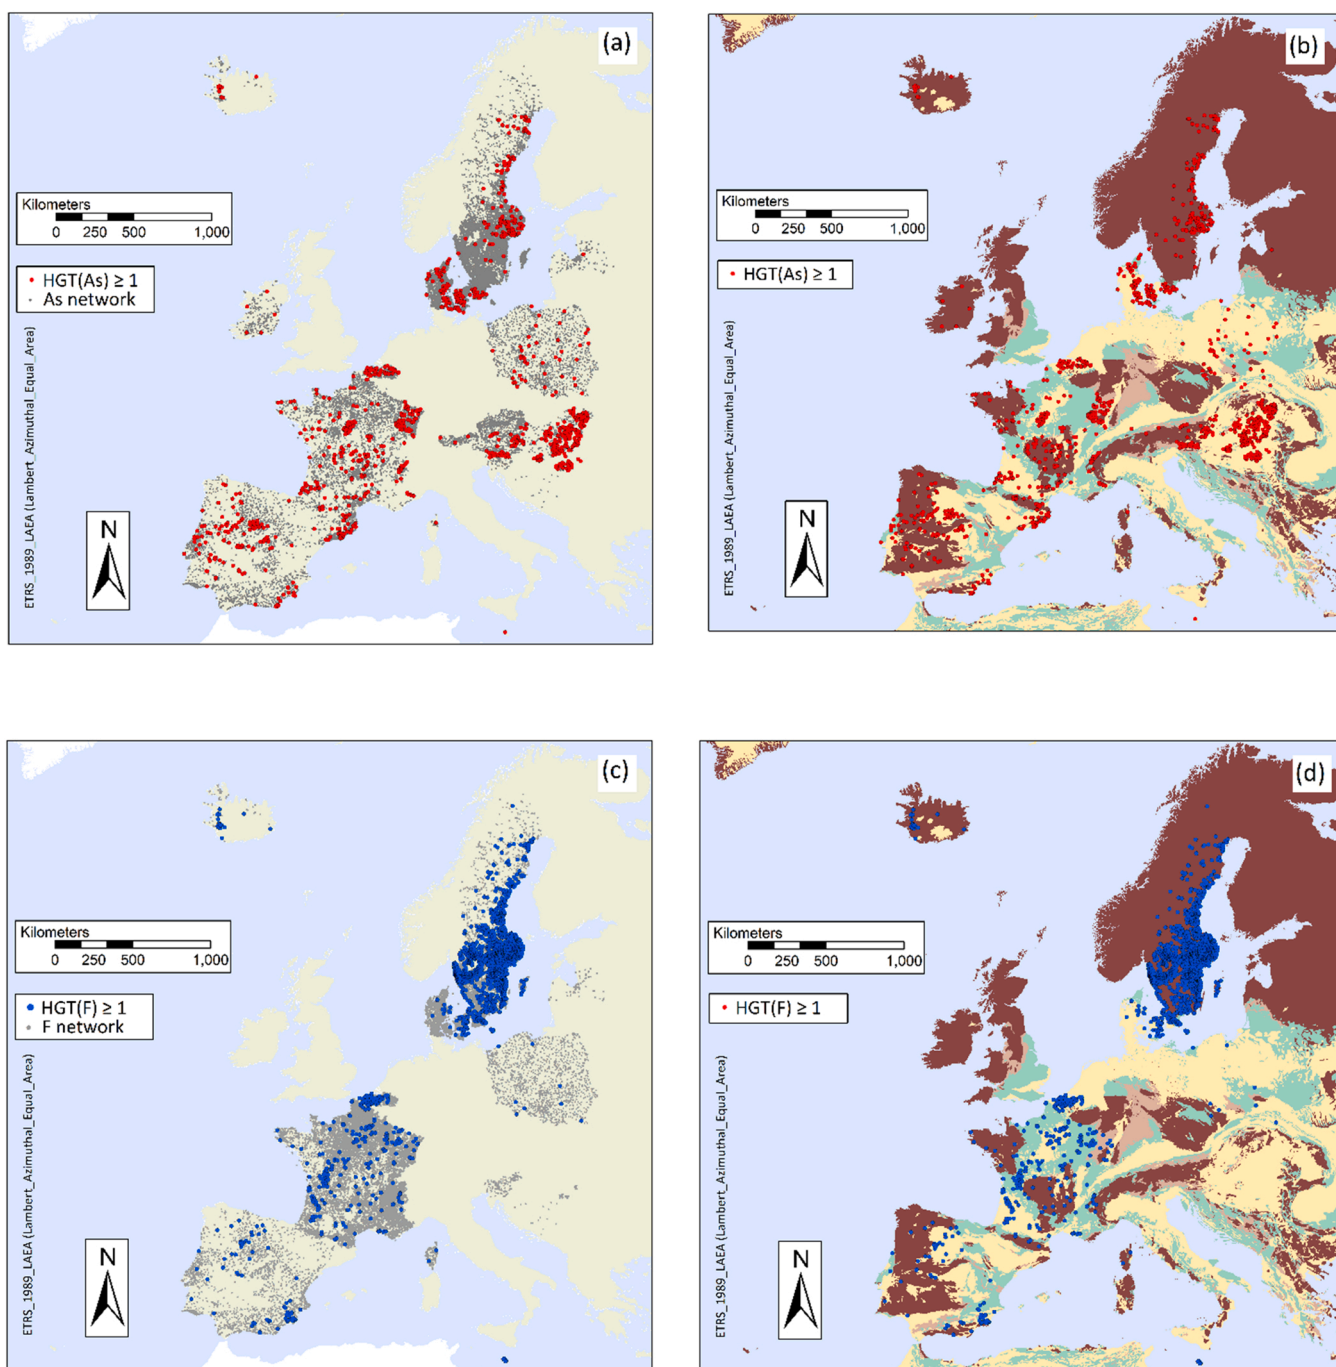 (a)
Kilometers
0 250 500 1,000
HGT(As) ≥ 1
As network
ETRS_1989_LAEA (Lambert_Azimuthal_Equal_Area)
N
(b)
Kilometers
0 250 500 1,000
HGT(As) ≥ 1
ETRS_1989_LAEA (Lambert_Azimuthal_Equal_Area)
N
(c)
Kilometers
0 250 500 1,000
HGT(F) ≥ 1
F network
ETRS_1989_LAEA (Lambert_Azimuthal_Equal_Area)
N
(d)
Kilometers
0 250 500 1,000
HGT(F) ≥ 1
ETRS_1989_LAEA (Lambert_Azimuthal_Equal_Area)
N